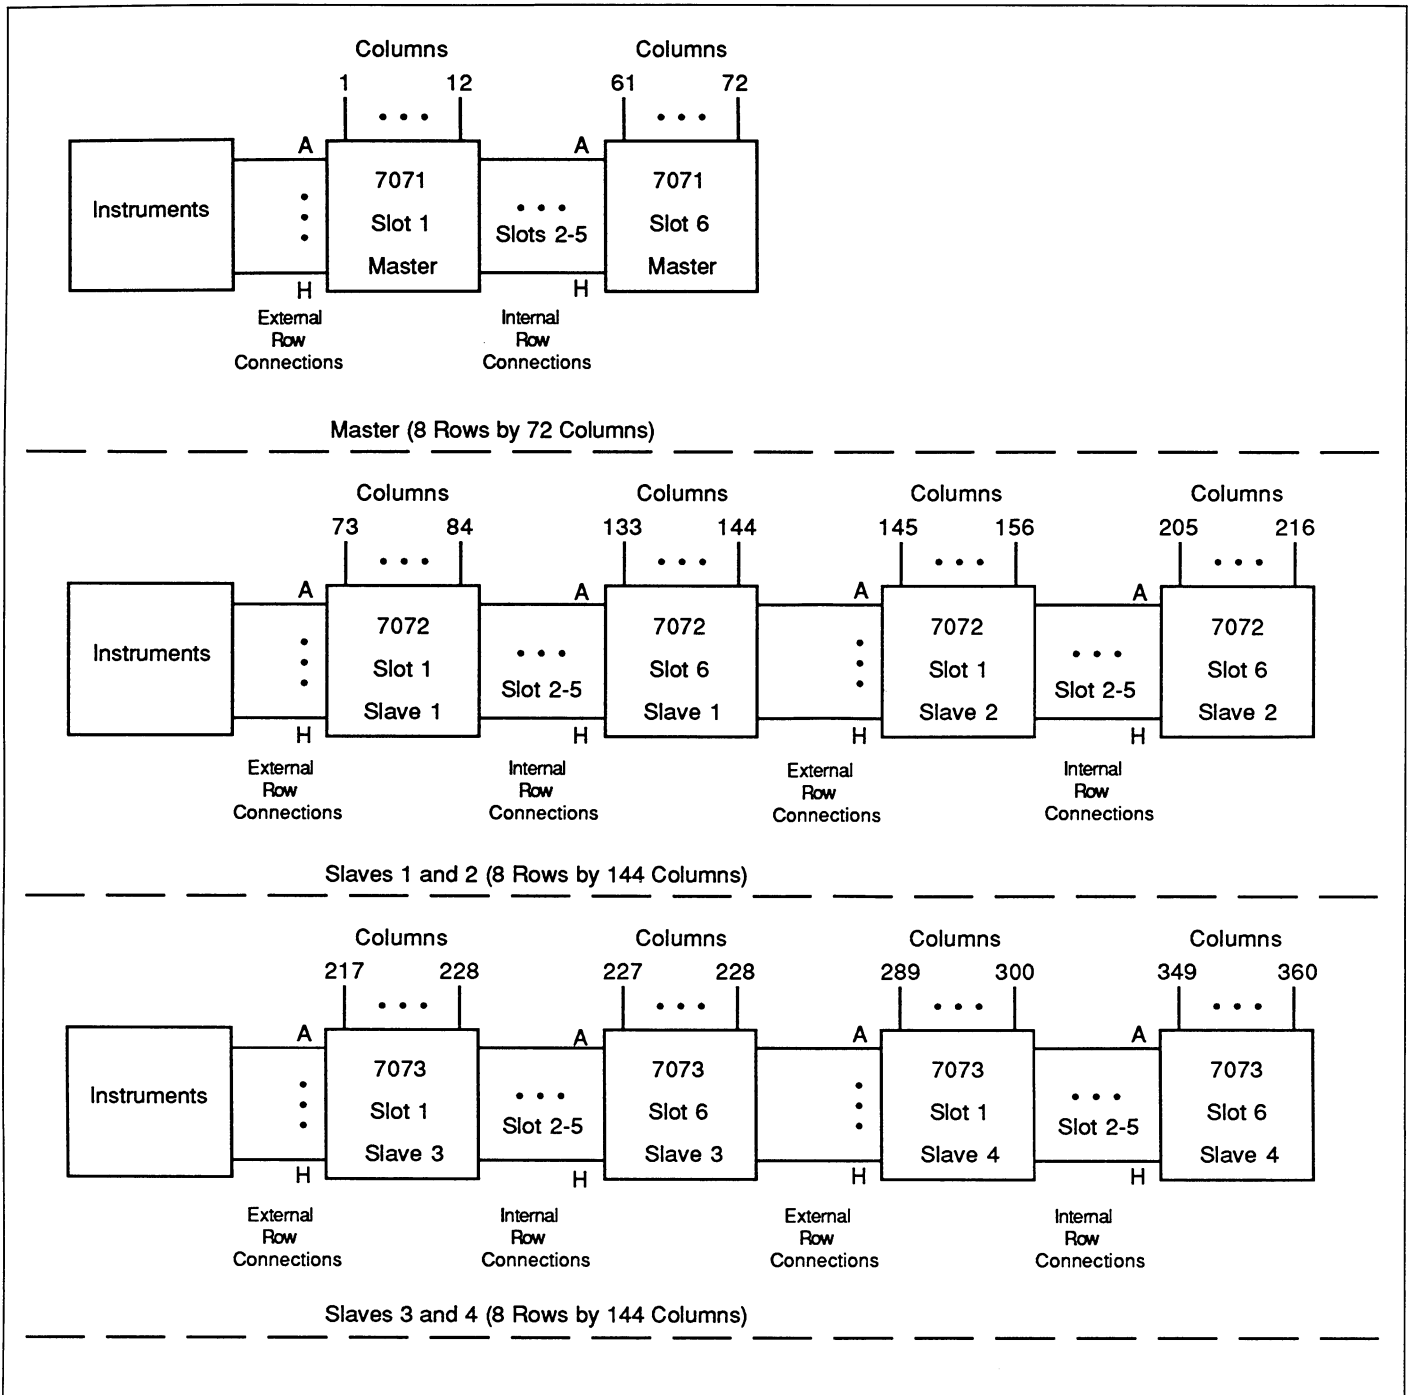 Columns Columns
1 12 61 72
A A
Instruments
7071 7071
Slot 1 Slots 2-5 Slot 6
Master Master
H H
External Row Connections
Internal Row Connections
Master (8 Rows by 72 Columns)
Columns Columns Columns Columns
73 84 133 144 145 156 205 216
A A A A
Instruments
7072 7072 7072 7072
Slot 1 Slot 2-5 Slot 6 Slot 1 Slot 2-5 Slot 6
Slave 1 Slave 1 Slave 2 Slave 2
H H H H
External Internal External Internal
Row Row Row Row
Connections Connections Connections Connections
Slaves 1 and 2 (8 Rows by 144 Columns)
Columns Columns Columns Columns
217 228 227 228 289 300 349 360
A A A A
Instruments
7073 7073 7073 7073
Slot 1 Slot 2-5 Slot 6 Slot 1 Slot 2-5 Slot 6
Slave 3 Slave 3 Slave 4 Slave 4
H H H H
External Internal External Internal
Row Row Row Row
Connections Connections Connections Connections
Slaves 3 and 4 (8 Rows by 144 Columns)